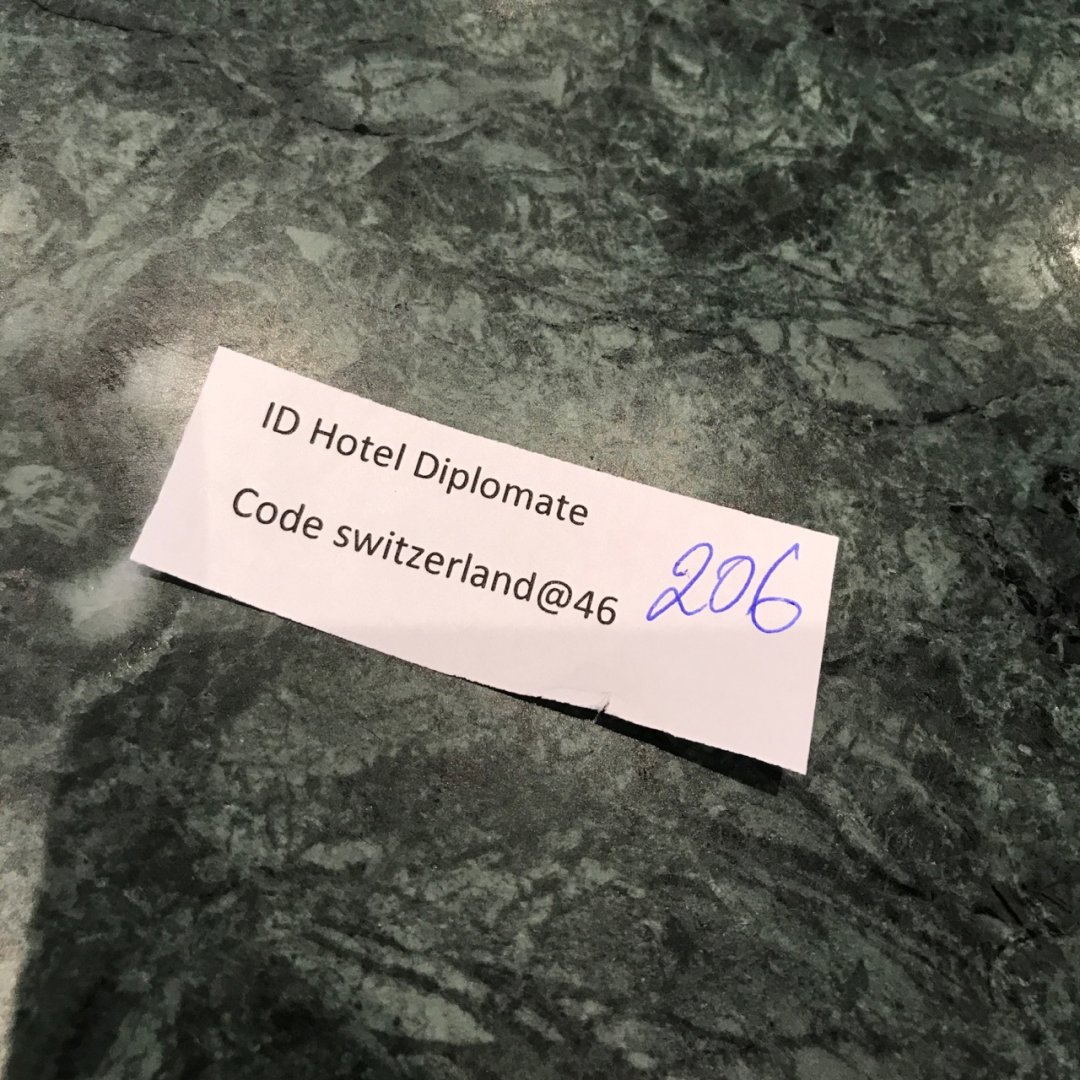 ID Hotel Diplomate
Code switzerland@46
206